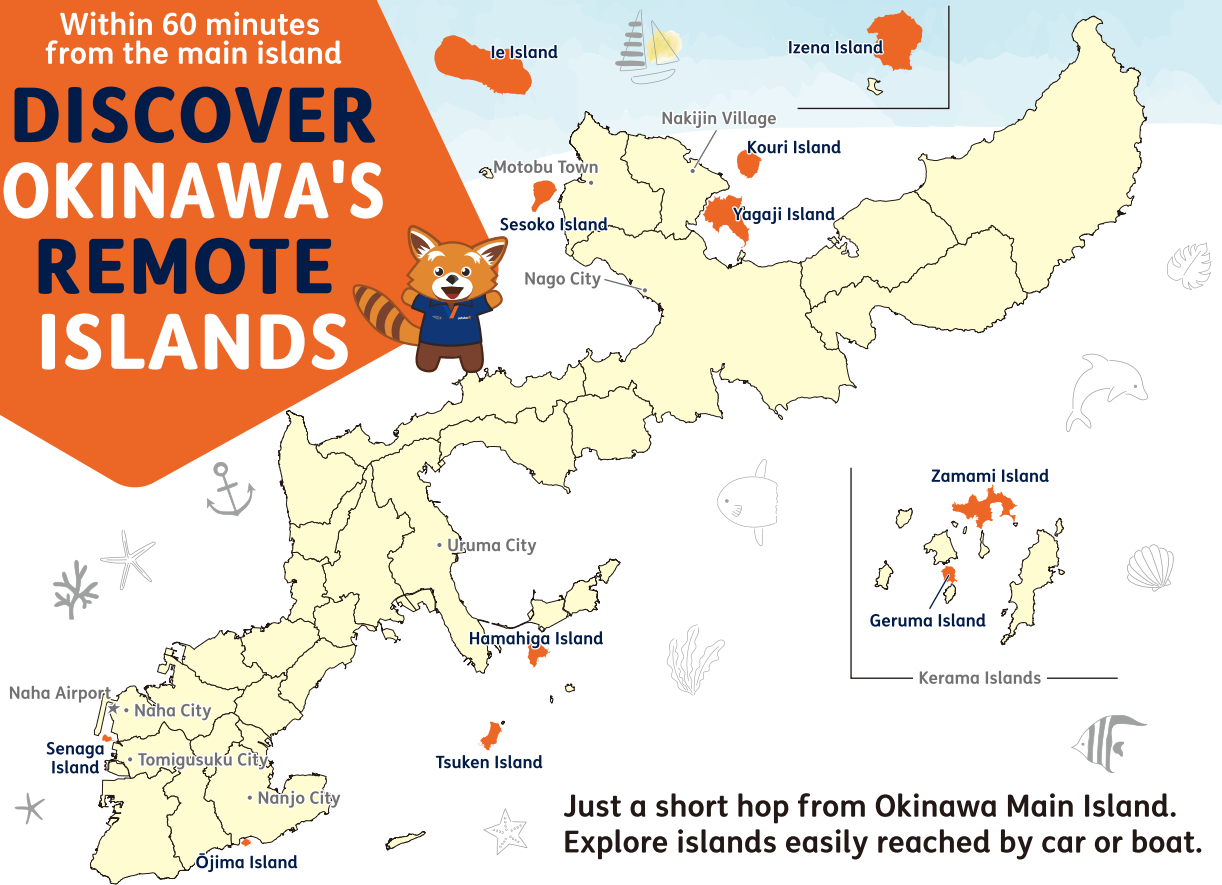 Within 60 minutes
from the main island
DISCOVER
OKINAWA'S
REMOTE
ISLANDS
Ie Island
Izena Island
Nakijin Village
Kouri Island
Motobu Town
Sesoko Island
Yagaji Island
Nago City
Zamami Island
Uruma City
Geruma Island
Hamahiga Island
Kerama Islands
Naha Airport
Naha City
Senaga
Island
Tomigusuku City
Tsuken Island
Nanjo City
Ōjima Island
Just a short hop from Okinawa Main Island.
Explore islands easily reached by car or boat.